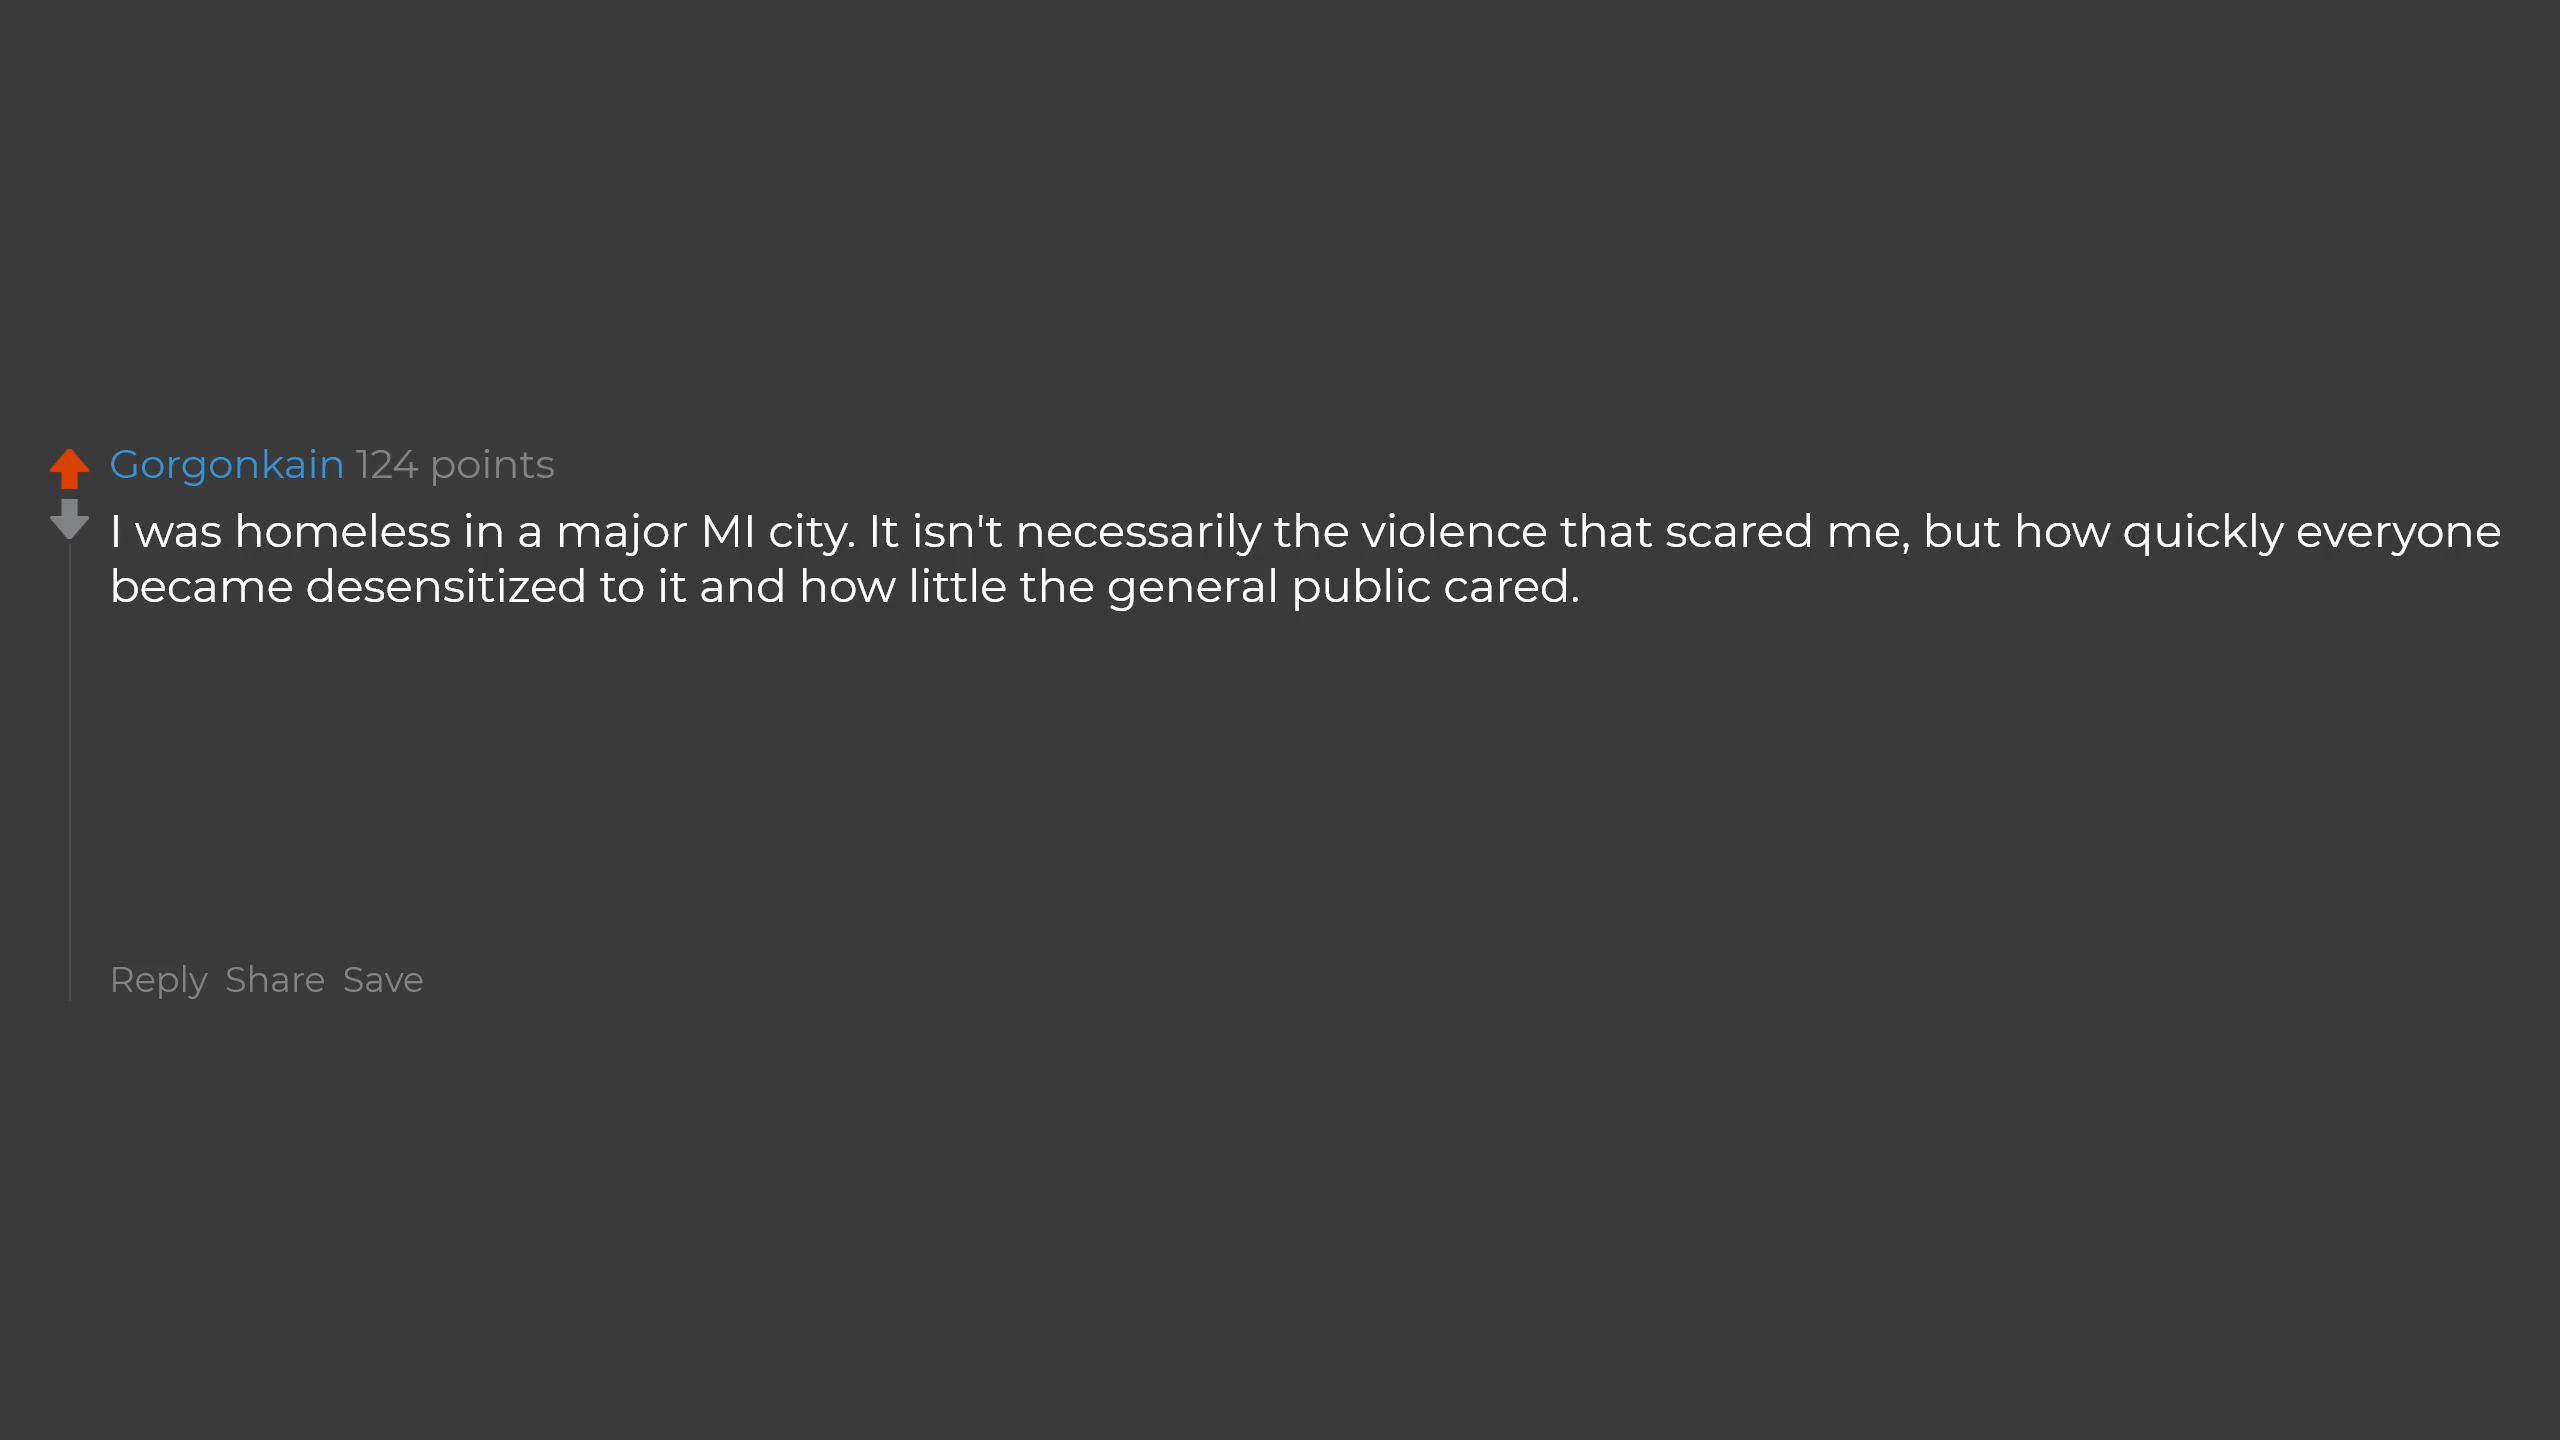 Gorgonkain 124 points
I was homeless in a major MI city. It isn't necessarily the violence that scared me, but how quickly everyone
became desensitized to it and how little the general public cared.
Reply Share Save